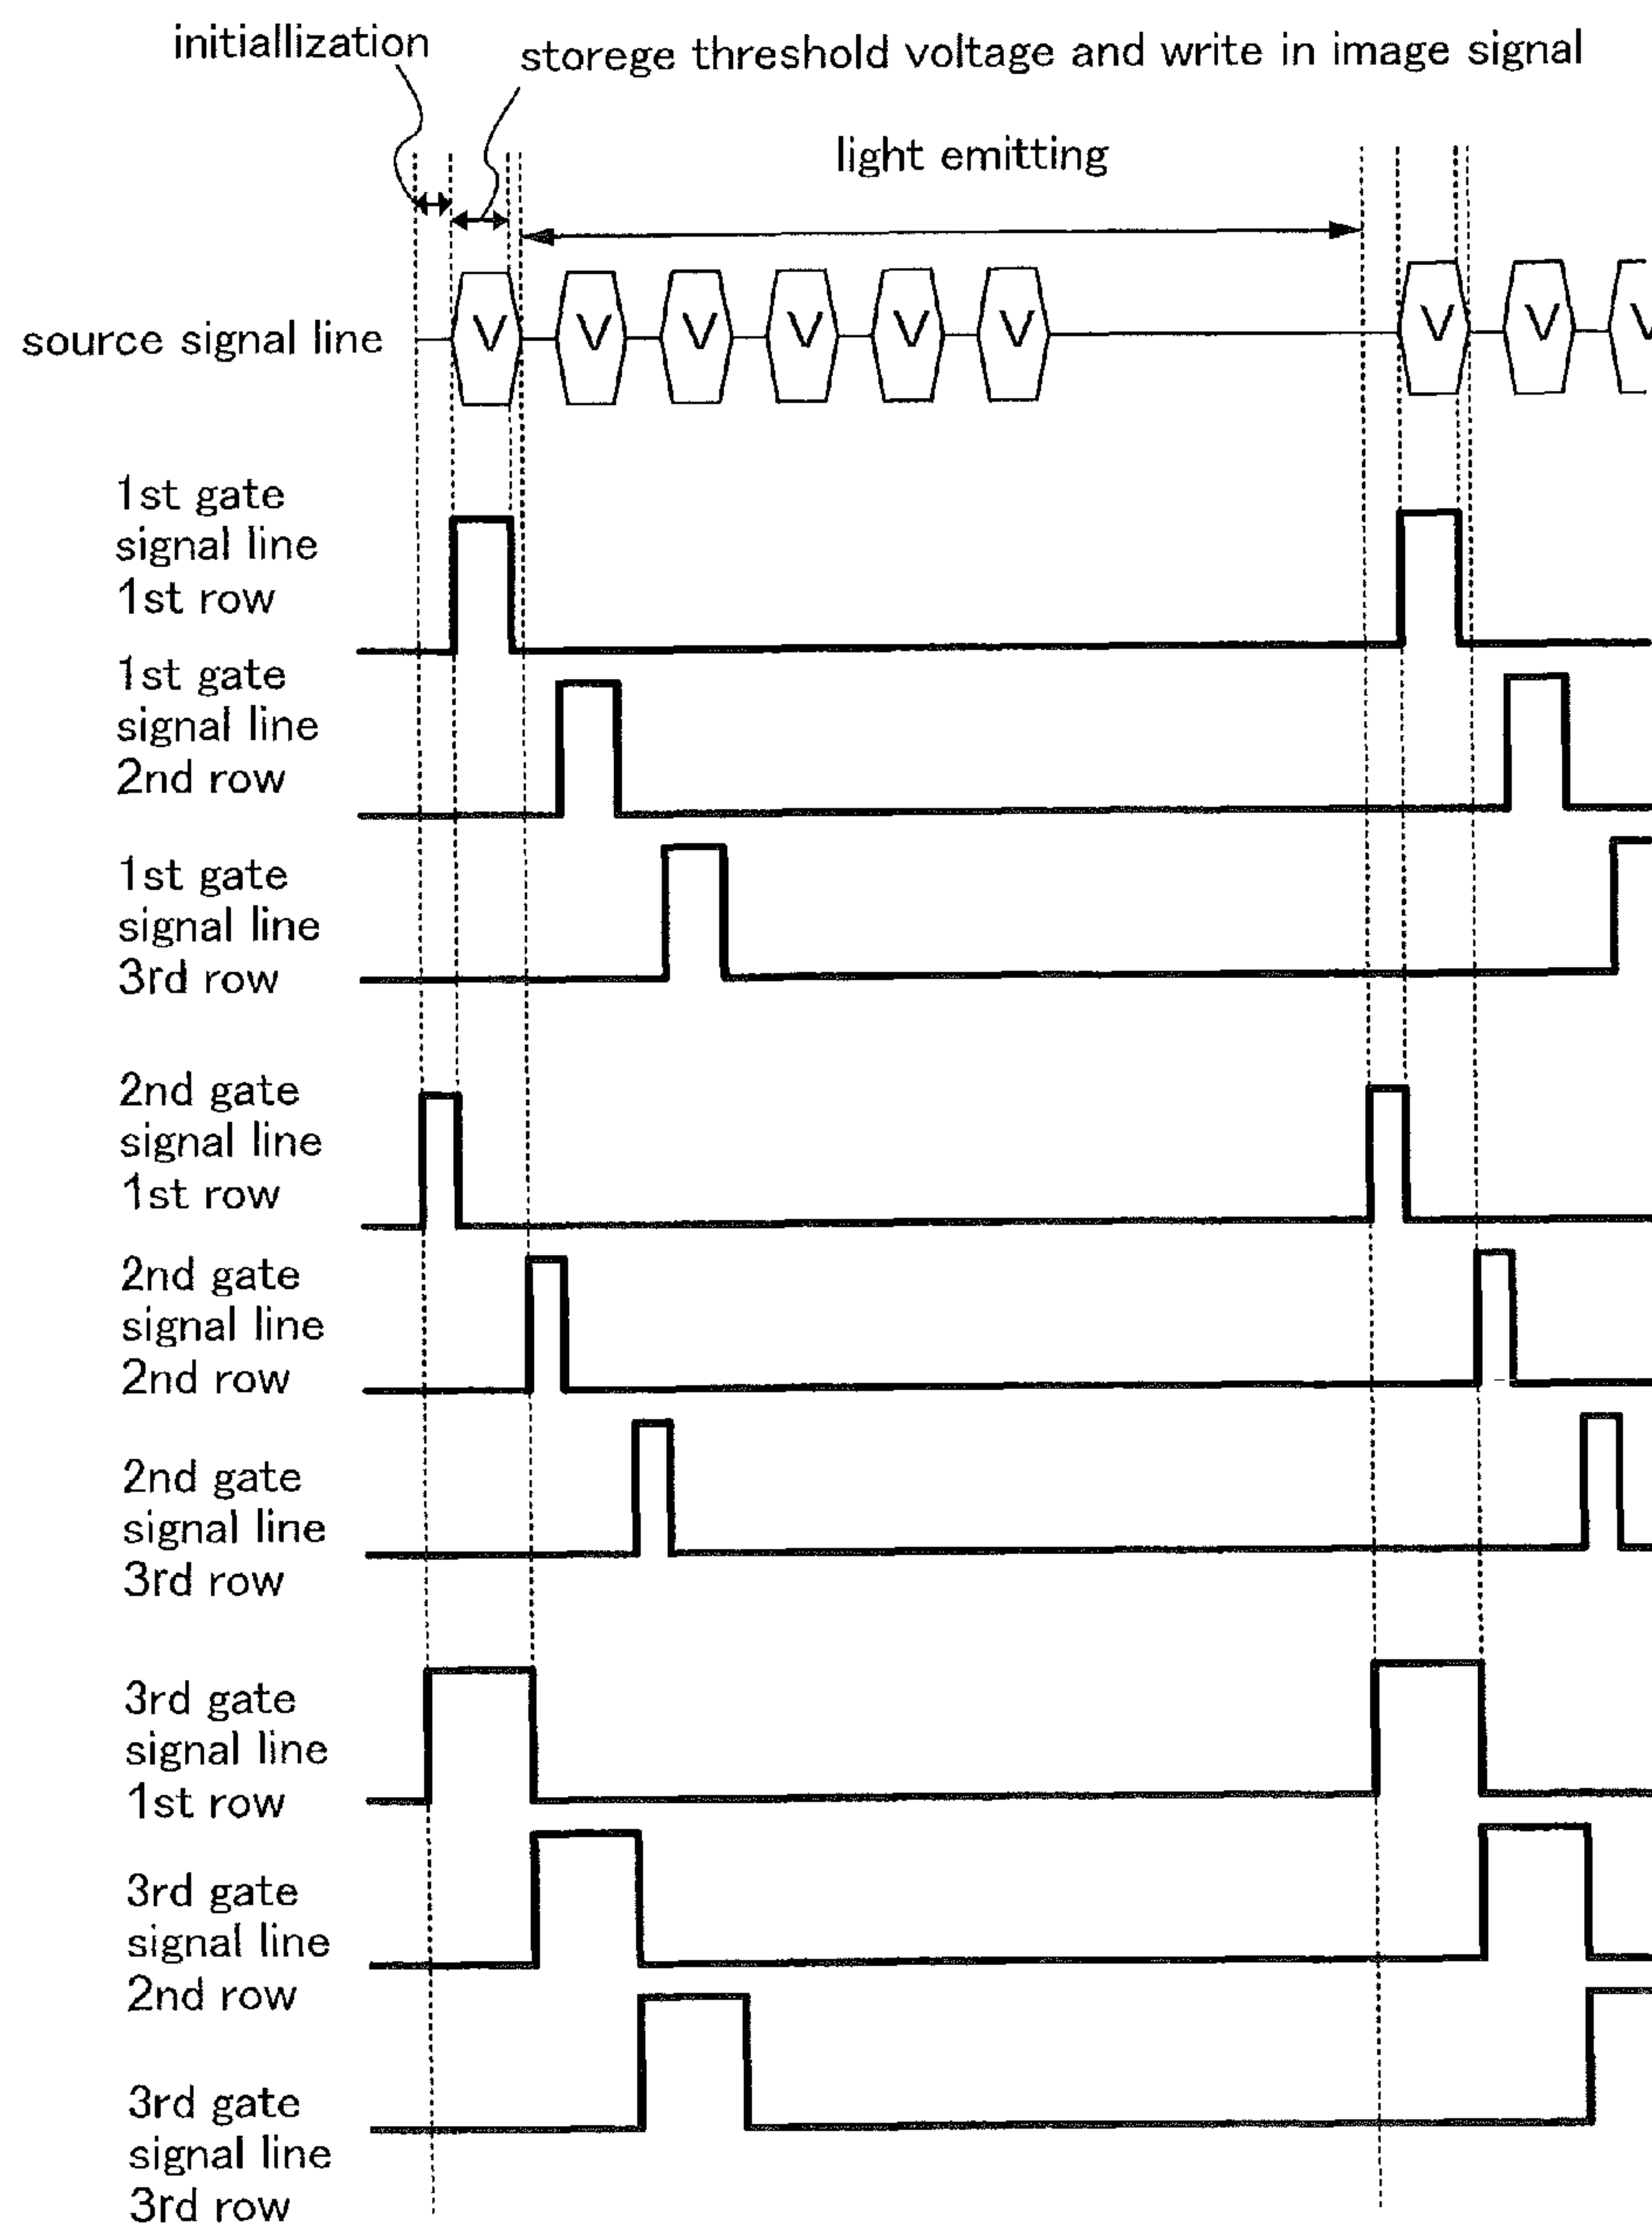 initiallization
storege threshold voltage and write in image signal
light emitting
source signal line
V V V V V V V V V
1st gate
signal line
1st row
1st gate
signal line
2nd row
1st gate
signal line
3rd row
2nd gate
signal line
1st row
2nd gate
signal line
2nd row
2nd gate
signal line
3rd row
3rd gate
signal line
1st row
3rd gate
signal line
2nd row
3rd gate
signal line
3rd row